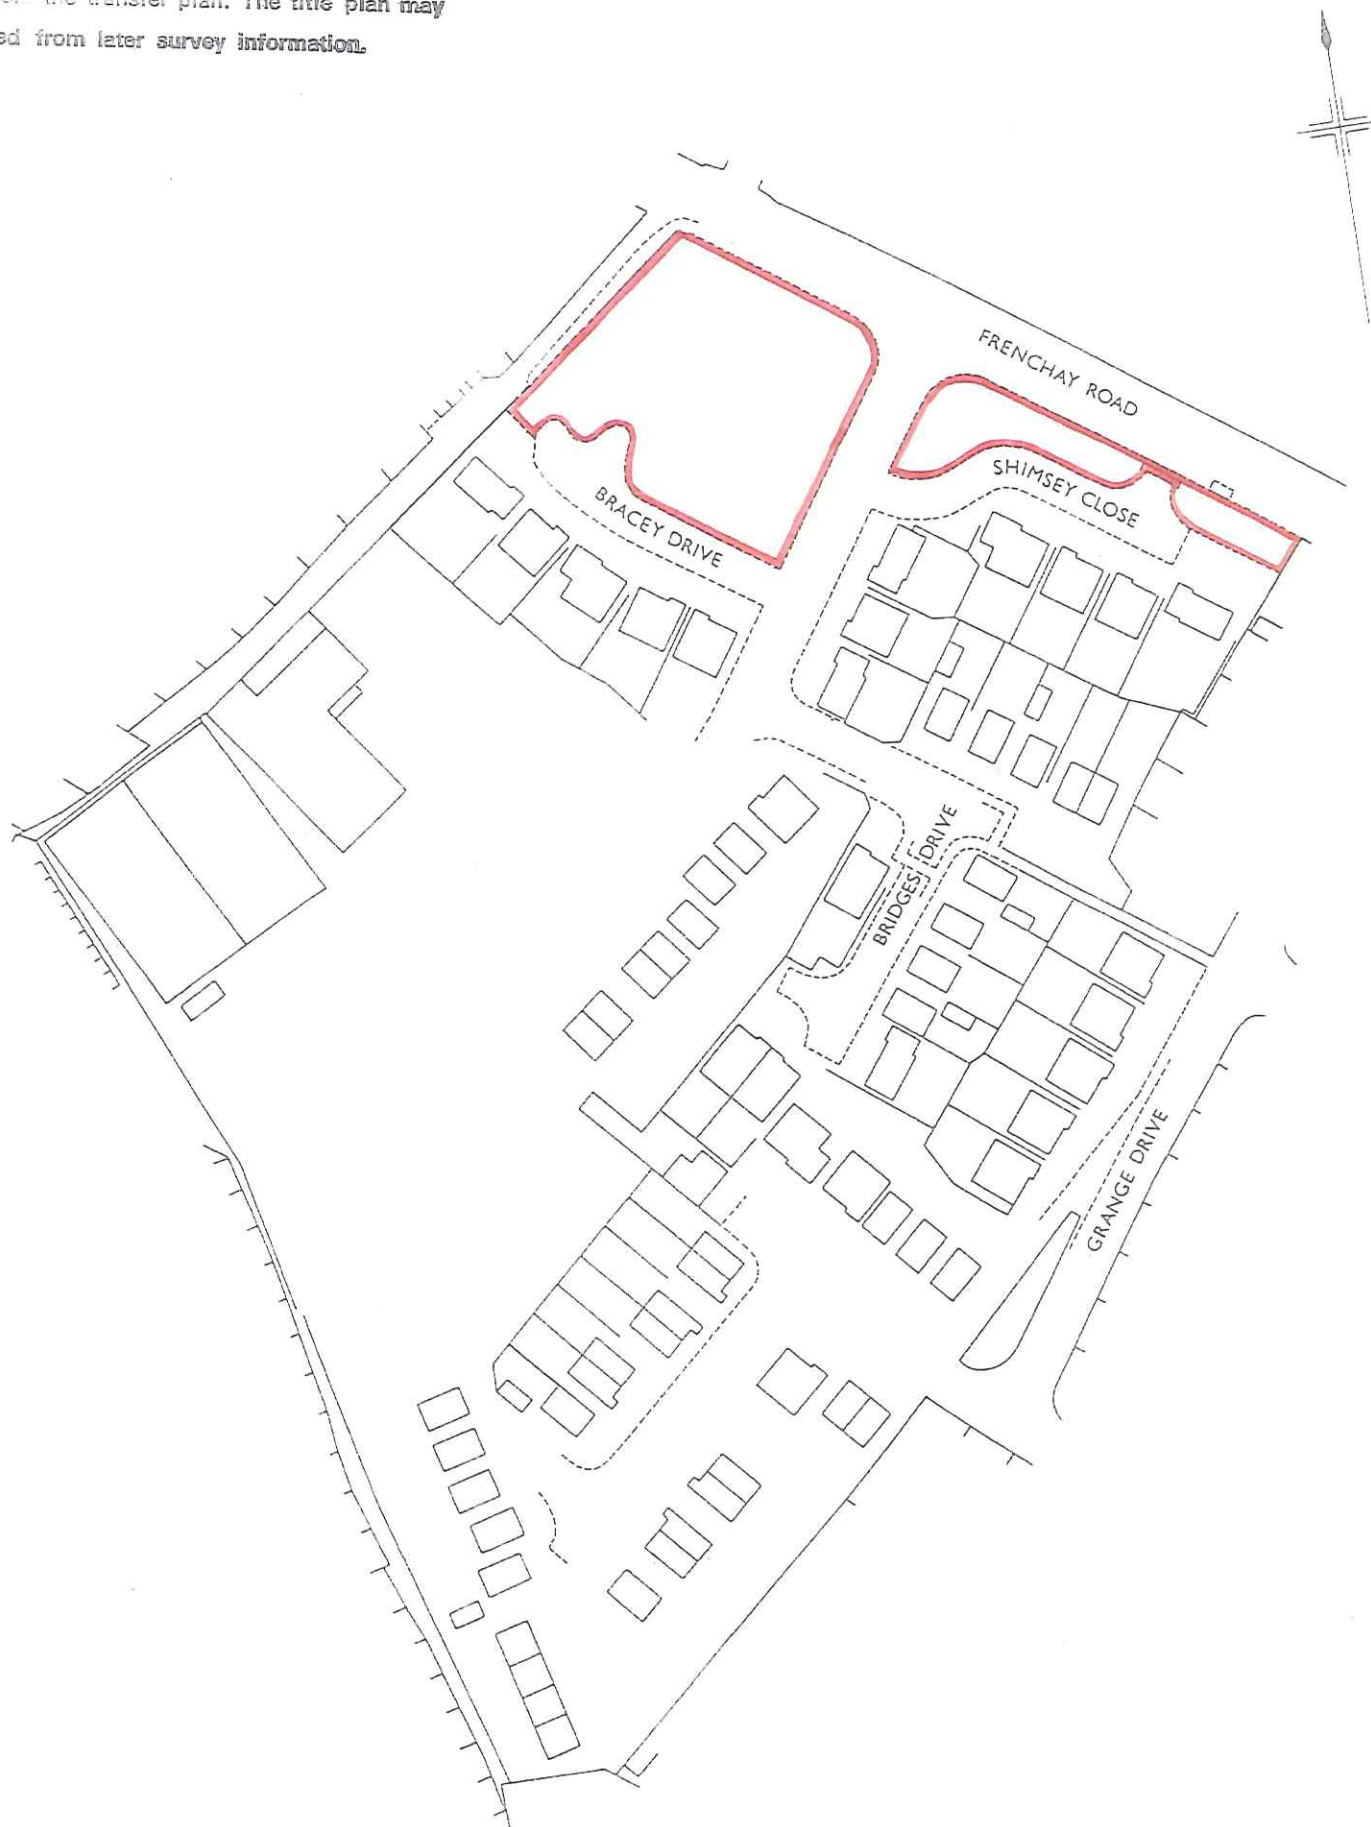 the transfer plan. The title plan may
from later survey information.
FRENCHAY ROAD
SHIMSEY CLOSE
BRACEY DRIVE
BRIDGES DRIVE
GRANGE DRIVE